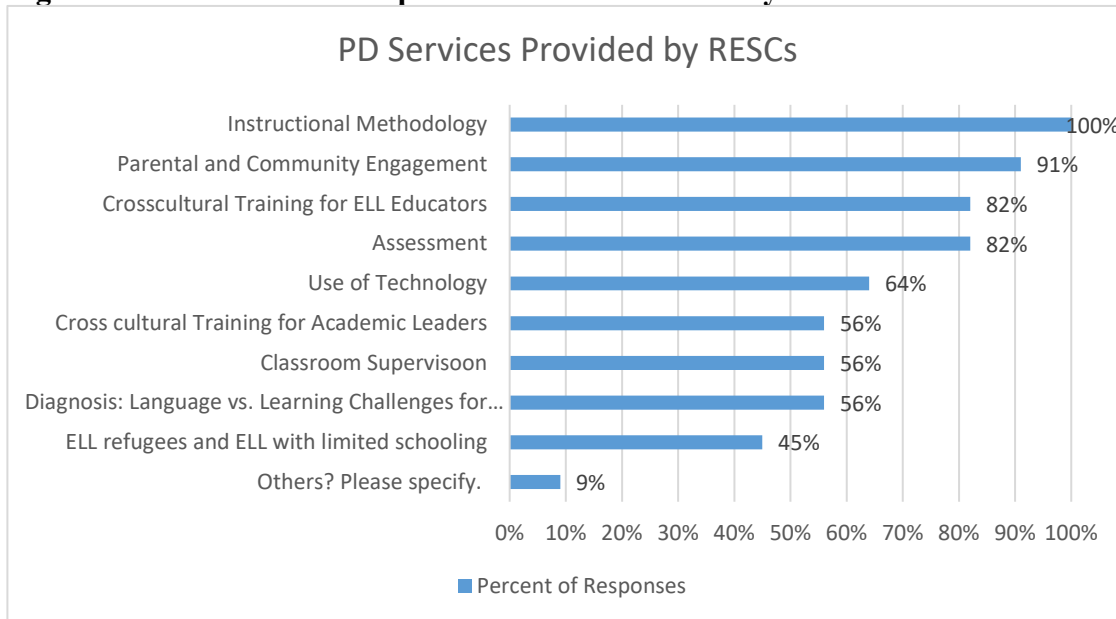 PD Services Provided by RESCs
Instructional Methodology 100%
Parental and Community Engagement 91%
Crosscultural Training for ELL Educators 82%
Assessment 82%
Use of Technology 64%
Cross cultural Training for Academic Leaders 56%
Classroom Supervisoon 56%
Diagnosis: Language vs. Learning Challenges for... 56%
ELL refugees and ELL with limited schooling 45%
Others? Please specify. 9%
0% 10% 20% 30% 40% 50% 60% 70% 80% 90% 100%
Percent of Responses